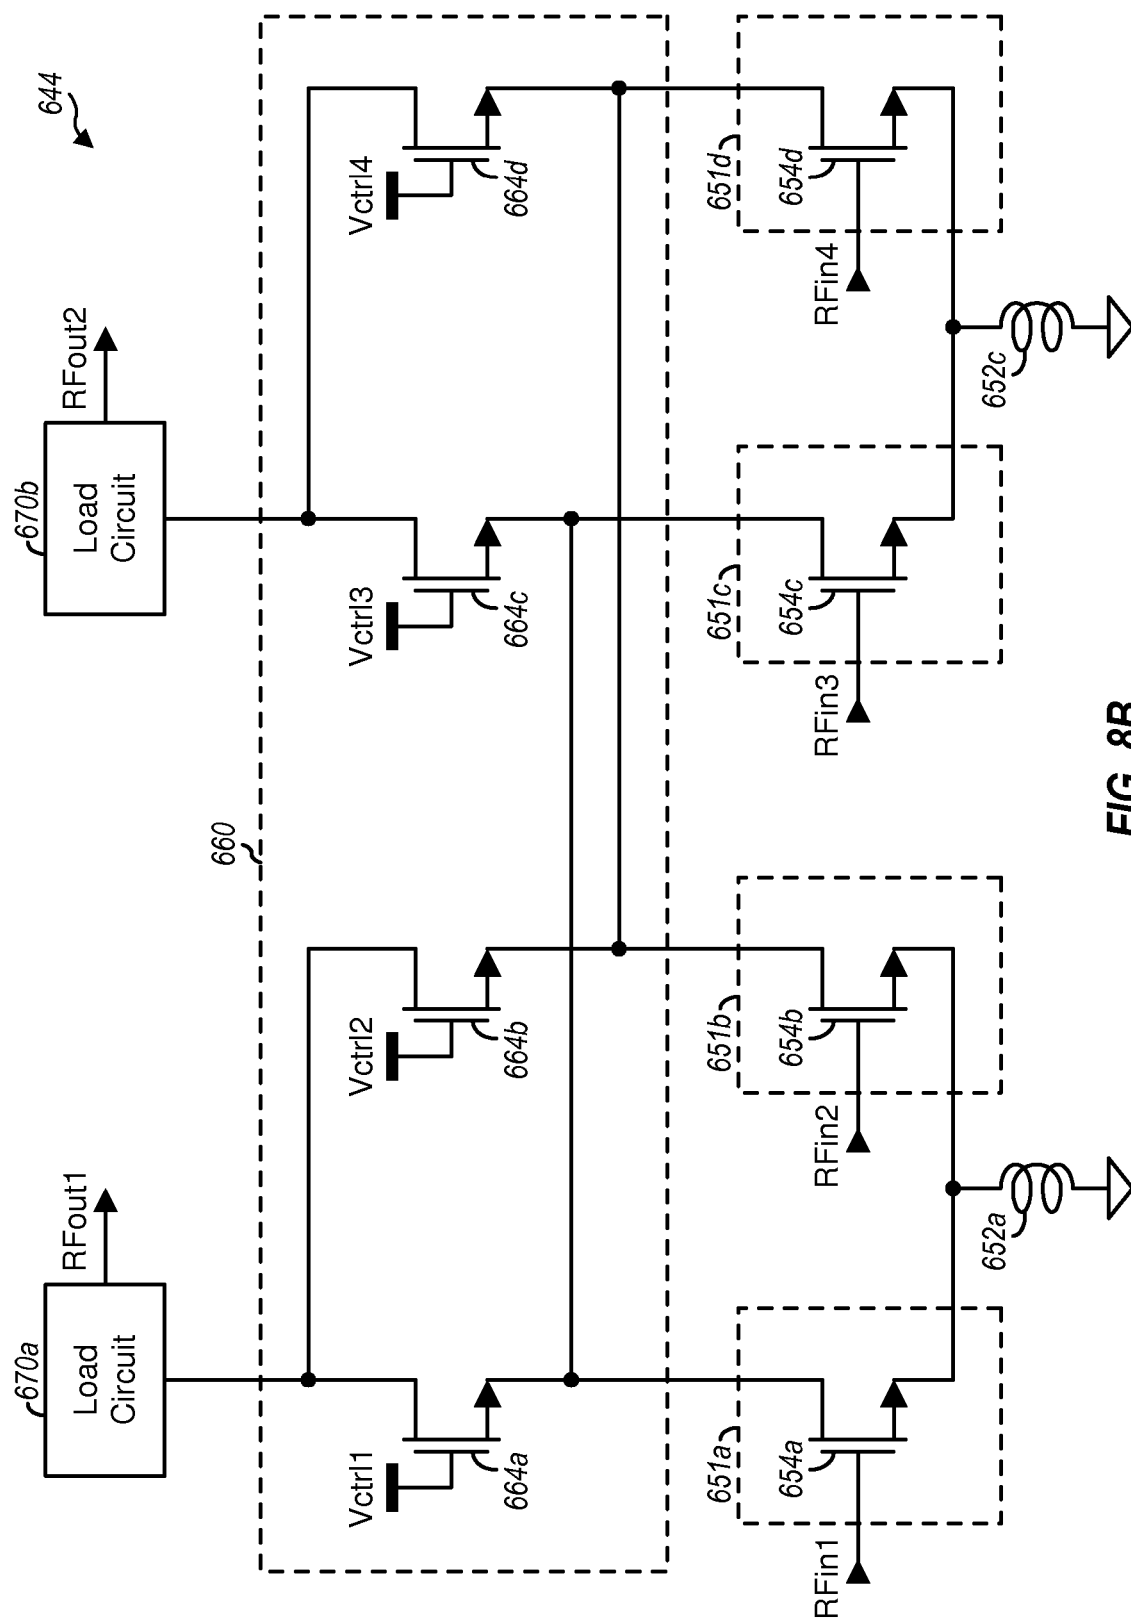 644
670a
Load
Circuit
RFout1
670b
Load
Circuit
RFout2
660
Vctrl1
664a
Vctrl2
664b
Vctrl3
664c
Vctrl4
664d
651a
654a
RFin1
651b
654b
RFin2
651c
654c
RFin3
651d
654d
RFin4
652a
652c
FIG. 8B